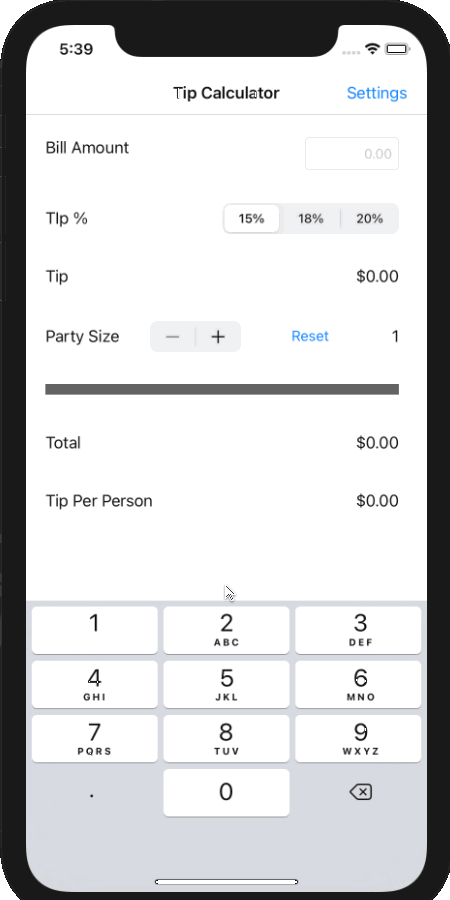 5:39
Tip Calculator Settings
Bill Amount 0.00
TIp % 15% 18% 20%
Tip $0.00
Party Size − + Reset 1
Total $0.00
Tip Per Person $0.00
1 2 3
ABC DEF
4 5 6
GHI JKL MNO
7 8 9
PQRS TUV WXYZ
. 0